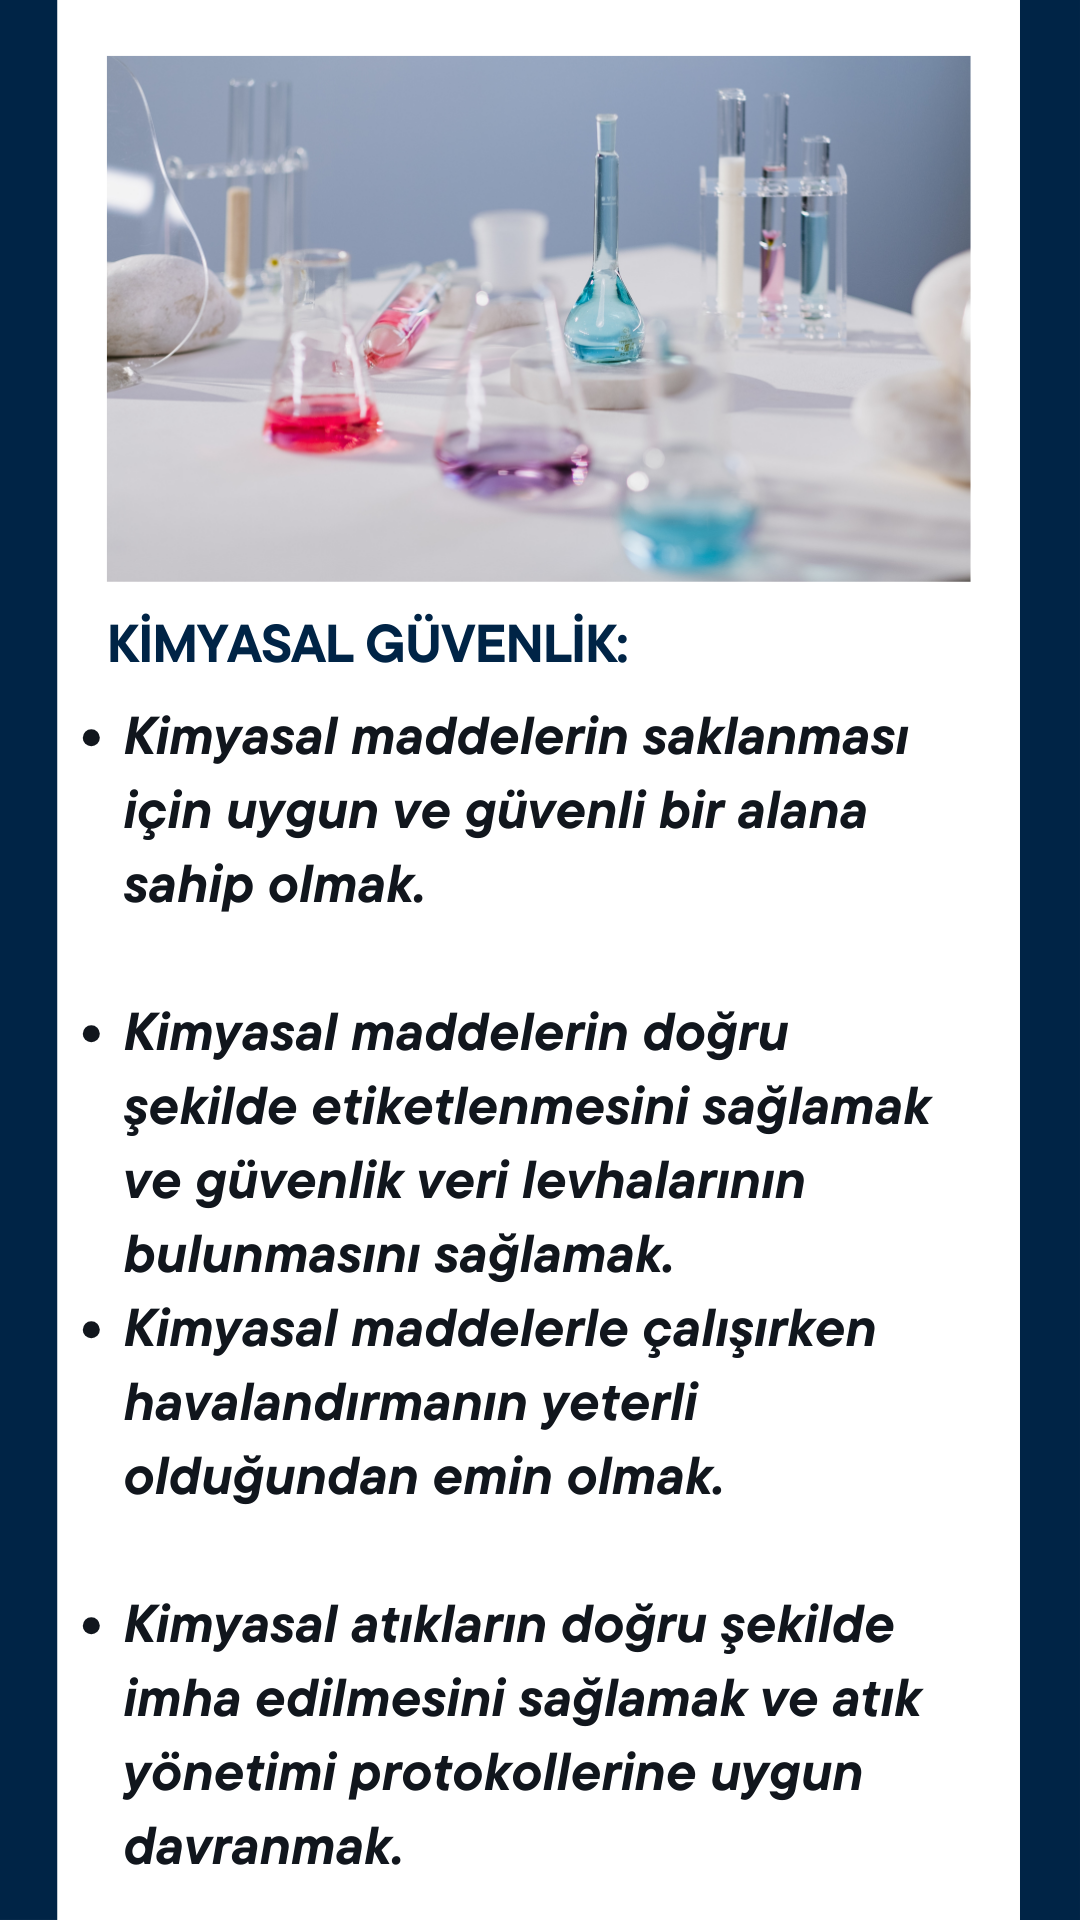 KİMYASAL GÜVENLİK:
• Kimyasal maddelerin saklanması
için uygun ve güvenli bir alana
sahip olmak.
• Kimyasal maddelerin doğru
şekilde etiketlenmesini sağlamak
ve güvenlik veri levhalarının
bulunmasını sağlamak.
• Kimyasal maddelerle çalışırken
havalandırmanın yeterli
olduğundan emin olmak.
• Kimyasal atıkların doğru şekilde
imha edilmesini sağlamak ve atık
yönetimi protokollerine uygun
davranmak.